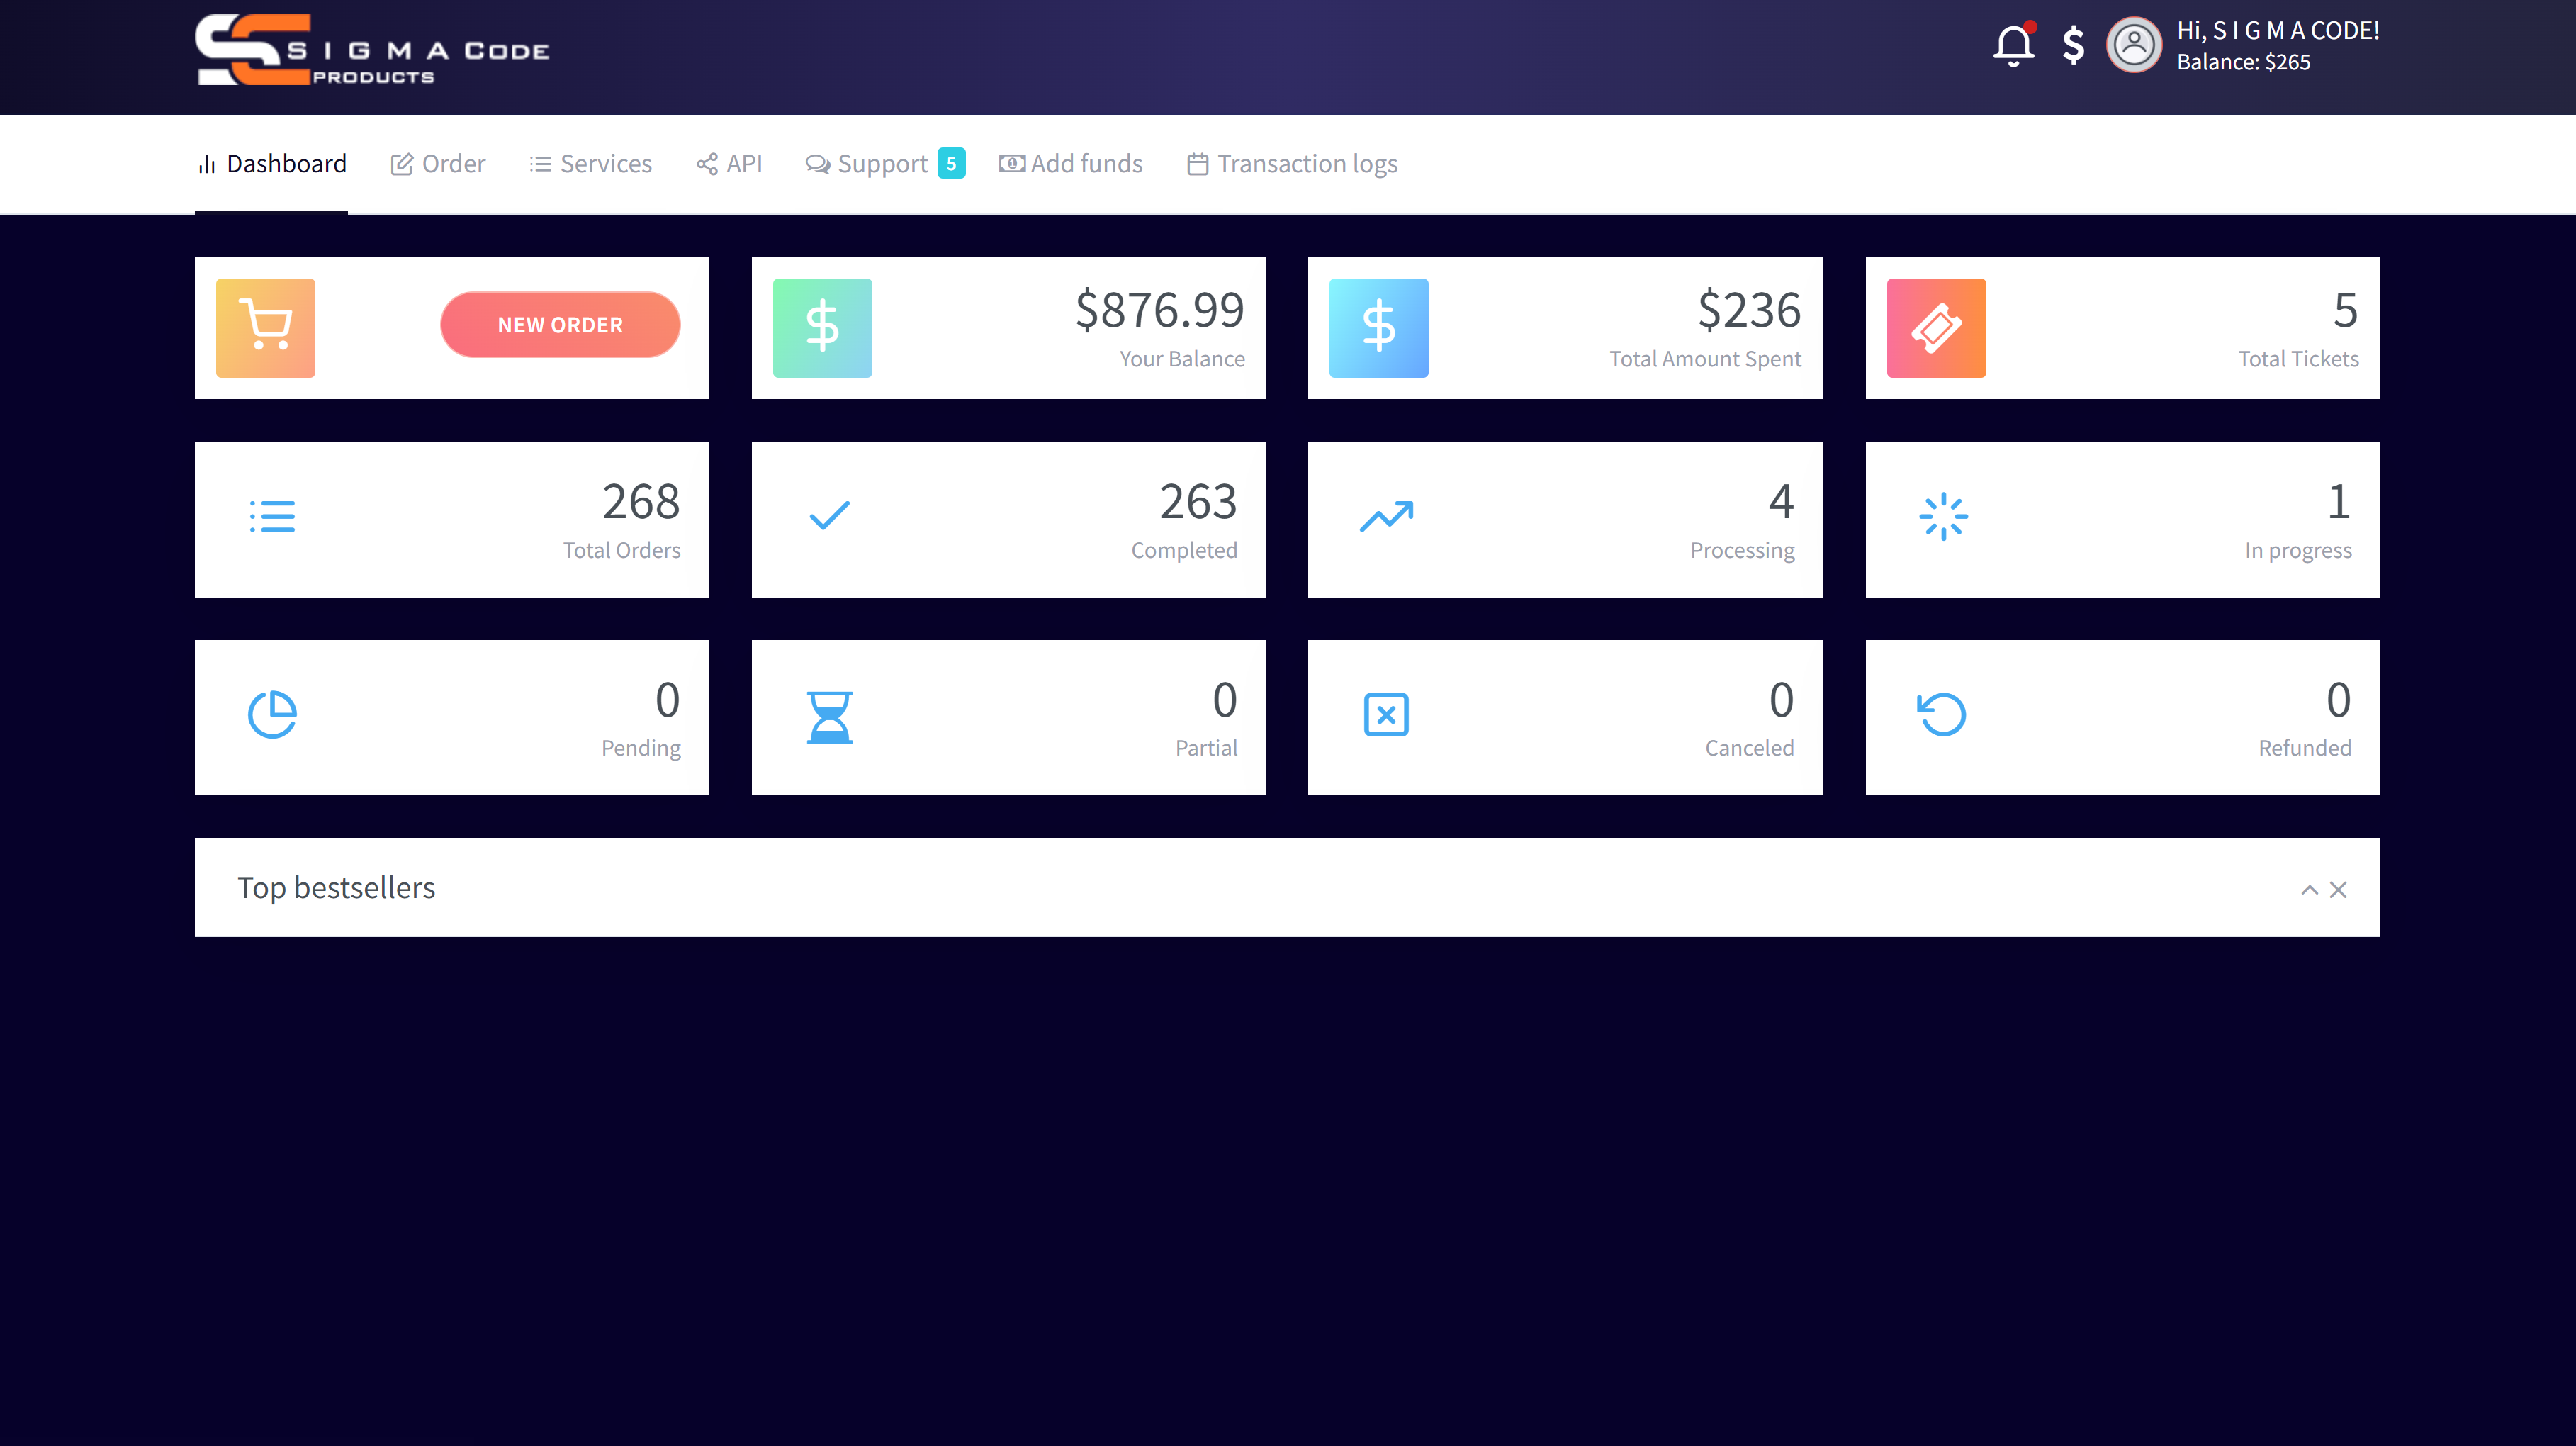 S I G M A CODE
PRODUCTS
Hi, S I G M A CODE!
Balance: $265
Dashboard
Order
Services
API
Support 5
Add funds
Transaction logs
NEW ORDER
$876.99
Your Balance
$236
Total Amount Spent
5
Total Tickets
268
Total Orders
263
Completed
4
Processing
1
In progress
0
Pending
0
Partial
0
Canceled
0
Refunded
Top bestsellers